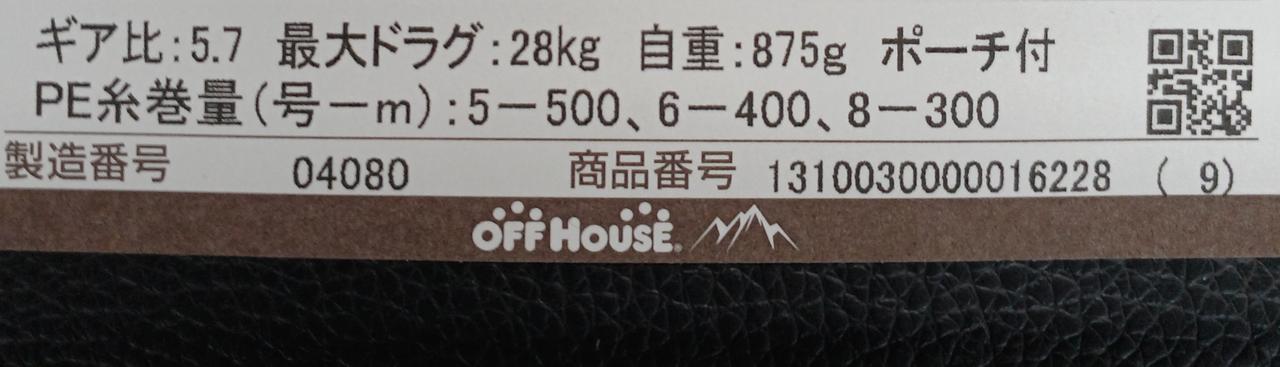 ギア比:5.7 最大ドラグ:28kg 自重:875g ポーチ付
PE糸巻量(号ーm):5ー500、6ー400、8ー300
製造番号 04080 商品番号 1310030000016228 ( 9)
OFF HOUSE